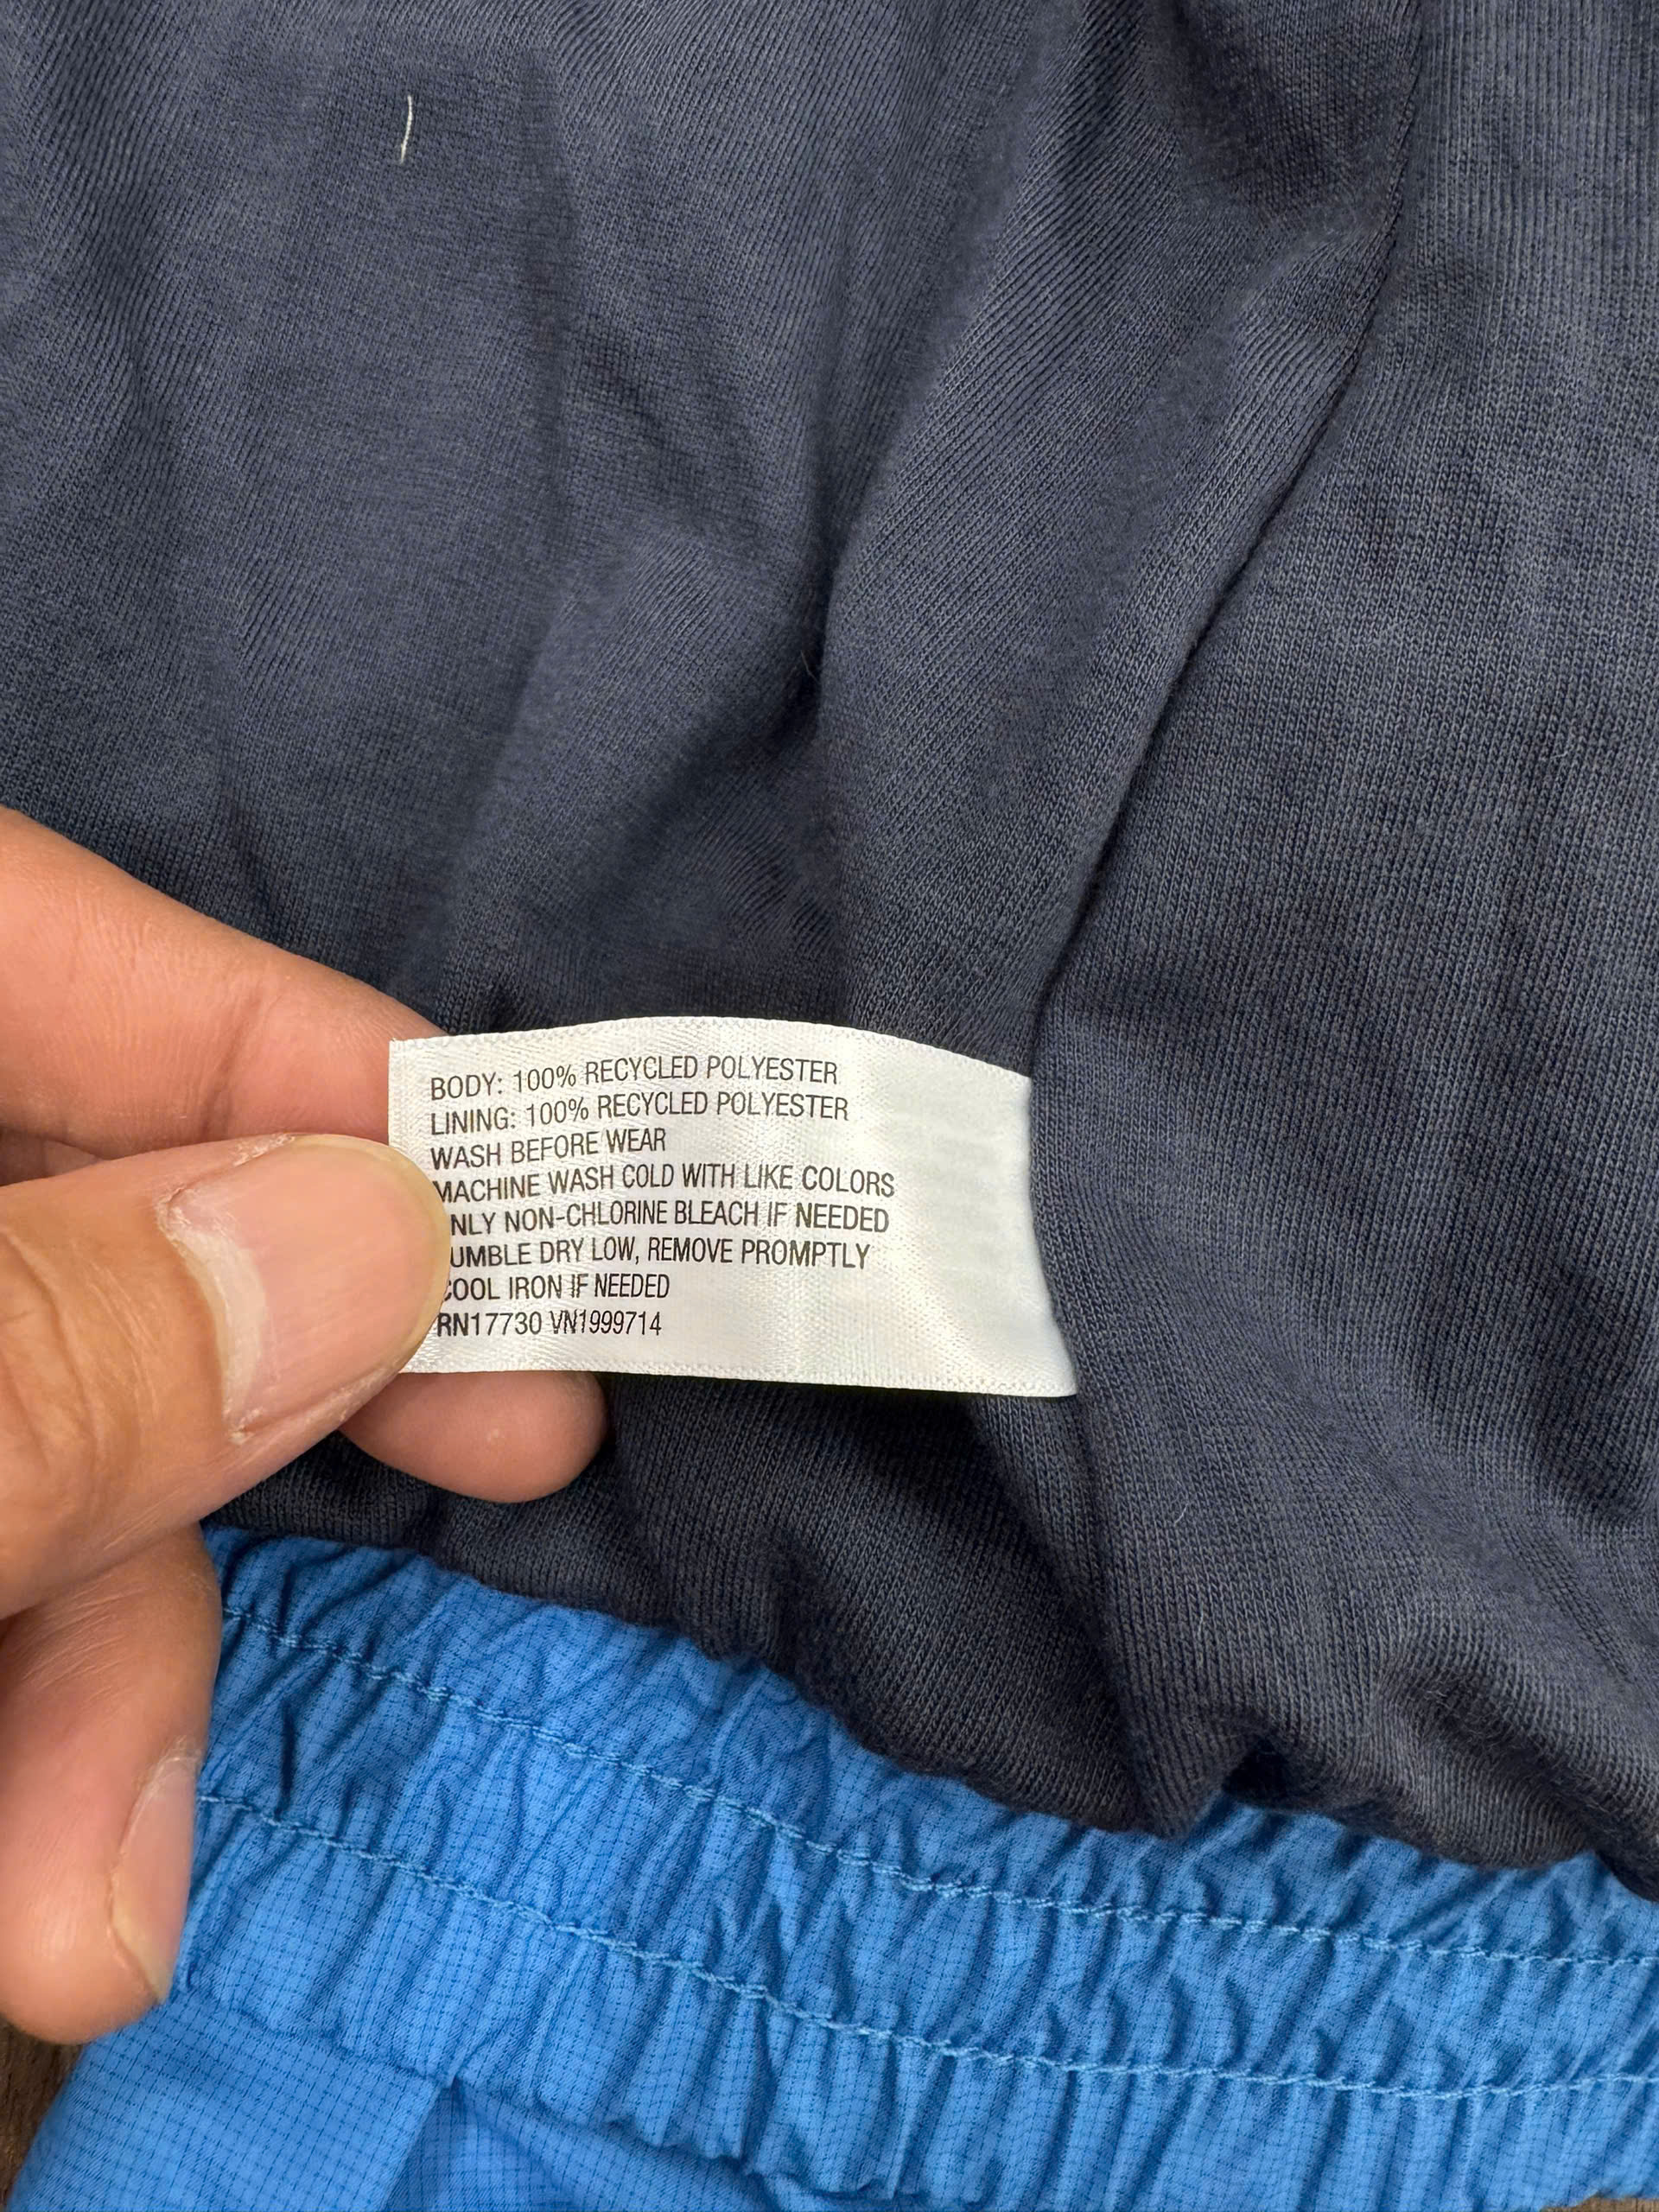 BODY: 100% RECYCLED POLYESTER
LINING: 100% RECYCLED POLYESTER
WASH BEFORE WEAR
MACHINE WASH COLD WITH LIKE COLORS
NLY NON-CHLORINE BLEACH IF NEEDED
UMBLE DRY LOW, REMOVE PROMPTLY
COOL IRON IF NEEDED
RN17730 VN1999714